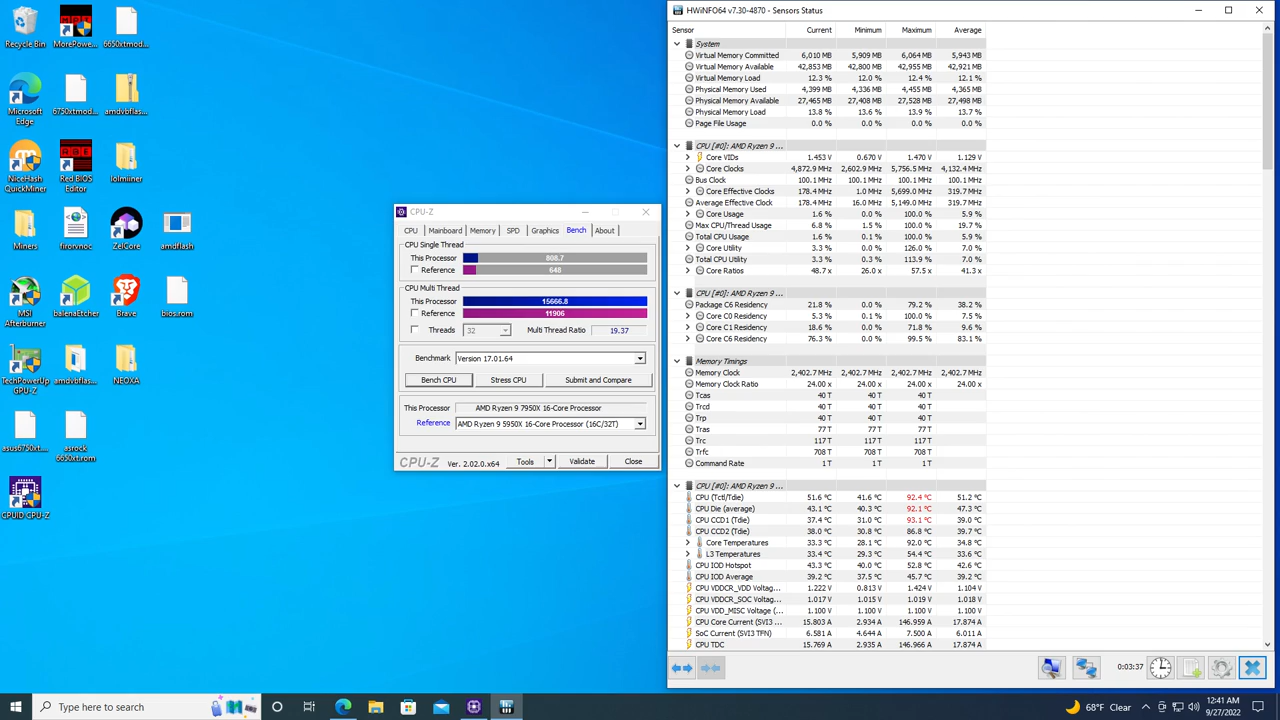 Recycle Bin
MorePowe...
6650xtmod...
Microsoft Edge
6750xtmod...
amdvbflas...
NiceHash QuickMiner
Red BIOS Editor
lolminer
Miners
firorvnoc
ZelCore
amdflash
MSI Afterburner
balenaEtcher
Brave
bios.rom
TechPowerUp GPU-Z
amdvbflas...
NEOXA
asus6750xt....
asrock 6650xt.rom
CPUID CPU-Z
CPU-Z
CPU Mainboard Memory SPD Graphics Bench About
CPU Single Thread
This Processor 808.7
Reference 648
CPU Multi Thread
This Processor 15666.8
Reference 11906
Threads 32 Multi Thread Ratio 19.37
Benchmark Version 17.01.64
Bench CPU Stress CPU Submit and Compare
This Processor AMD Ryzen 9 7950X 16-Core Processor
Reference AMD Ryzen 9 5950X 16-Core Processor (16C/32T)
CPU-Z Ver. 2.02.0.x64 Tools Validate Close
HWiNFO64 v7.30-4870 - Sensors Status
Sensor Current Minimum Maximum Average
System
Virtual Memory Committed 6,010 MB 5,909 MB 6,064 MB 5,943 MB
Virtual Memory Available 42,853 MB 42,800 MB 42,955 MB 42,921 MB
Virtual Memory Load 12.3 % 12.0 % 12.4 % 12.1 %
Physical Memory Used 4,399 MB 4,336 MB 4,455 MB 4,365 MB
Physical Memory Available 27,465 MB 27,408 MB 27,528 MB 27,498 MB
Physical Memory Load 13.8 % 13.6 % 13.9 % 13.7 %
Page File Usage 0.0 % 0.0 % 0.0 % 0.0 %
CPU [#0]: AMD Ryzen 9 ...
Core VIDs 1.453 V 0.670 V 1.470 V 1.129 V
Core Clocks 4,872.9 MHz 2,602.9 MHz 5,756.5 MHz 4,132.4 MHz
Bus Clock 100.1 MHz 100.1 MHz 100.1 MHz 100.1 MHz
Core Effective Clocks 178.4 MHz 1.0 MHz 5,699.0 MHz 319.7 MHz
Average Effective Clock 178.4 MHz 16.0 MHz 5,149.0 MHz 319.7 MHz
Core Usage 1.6 % 0.0 % 100.0 % 5.9 %
Max CPU/Thread Usage 6.8 % 1.5 % 100.0 % 19.7 %
Total CPU Usage 1.6 % 0.1 % 100.0 % 5.9 %
Core Utility 3.3 % 0.0 % 126.0 % 7.0 %
Total CPU Utility 3.3 % 0.3 % 113.9 % 7.0 %
Core Ratios 48.7 x 26.0 x 57.5 x 41.3 x
CPU [#0]: AMD Ryzen 9 ...
Package C6 Residency 21.8 % 0.0 % 79.2 % 38.2 %
Core C0 Residency 5.3 % 0.1 % 100.0 % 7.3 %
Core C1 Residency 18.6 % 0.0 % 71.8 % 9.6 %
Core C6 Residency 76.3 % 0.0 % 99.5 % 83.1 %
Memory Timings
Memory Clock 2,402.7 MHz 2,402.7 MHz 2,402.7 MHz 2,402.7 MHz
Memory Clock Ratio 24.00 x 24.00 x 24.00 x 24.00 x
Tcas 40 T 40 T 40 T
Trcd 40 T 40 T 40 T
Trp 40 T 40 T 40 T
Tras 77 T 77 T 77 T
Trc 117 T 117 T 117 T
Trfc 708 T 708 T 708 T
Command Rate 1 T 1 T 1 T
CPU [#0]: AMD Ryzen 9 ...
CPU (Tctl/Tdie) 51.6 °C 41.6 °C 92.4 °C 51.2 °C
CPU Die (average) 43.1 °C 40.3 °C 92.1 °C 47.3 °C
CPU CCD1 (Tdie) 37.4 °C 31.0 °C 93.1 °C 39.0 °C
CPU CCD2 (Tdie) 38.0 °C 30.8 °C 86.8 °C 39.7 °C
Core Temperatures 33.3 °C 28.1 °C 92.0 °C 34.8 °C
L3 Temperatures 33.4 °C 29.3 °C 54.4 °C 33.6 °C
CPU IOD Hotspot 43.3 °C 40.0 °C 52.8 °C 42.6 °C
CPU IOD Average 39.2 °C 37.5 °C 45.7 °C 39.2 °C
CPU VDDCR_VDD Voltag... 1.222 V 0.813 V 1.424 V 1.104 V
CPU VDDCR_SOC Voltag... 1.017 V 1.015 V 1.019 V 1.018 V
CPU VDD_MISC Voltage (... 1.100 V 1.100 V 1.100 V 1.100 V
CPU Core Current (SVI3 ... 15.803 A 2.934 A 146.959 A 17.874 A
SoC Current (SVI3 TFN) 6.581 A 4.644 A 7.500 A 6.011 A
CPU TDC 15.769 A 2.935 A 146.966 A 17.874 A
0:03:37
Type here to search
68°F Clear
12:41 AM
9/27/2022